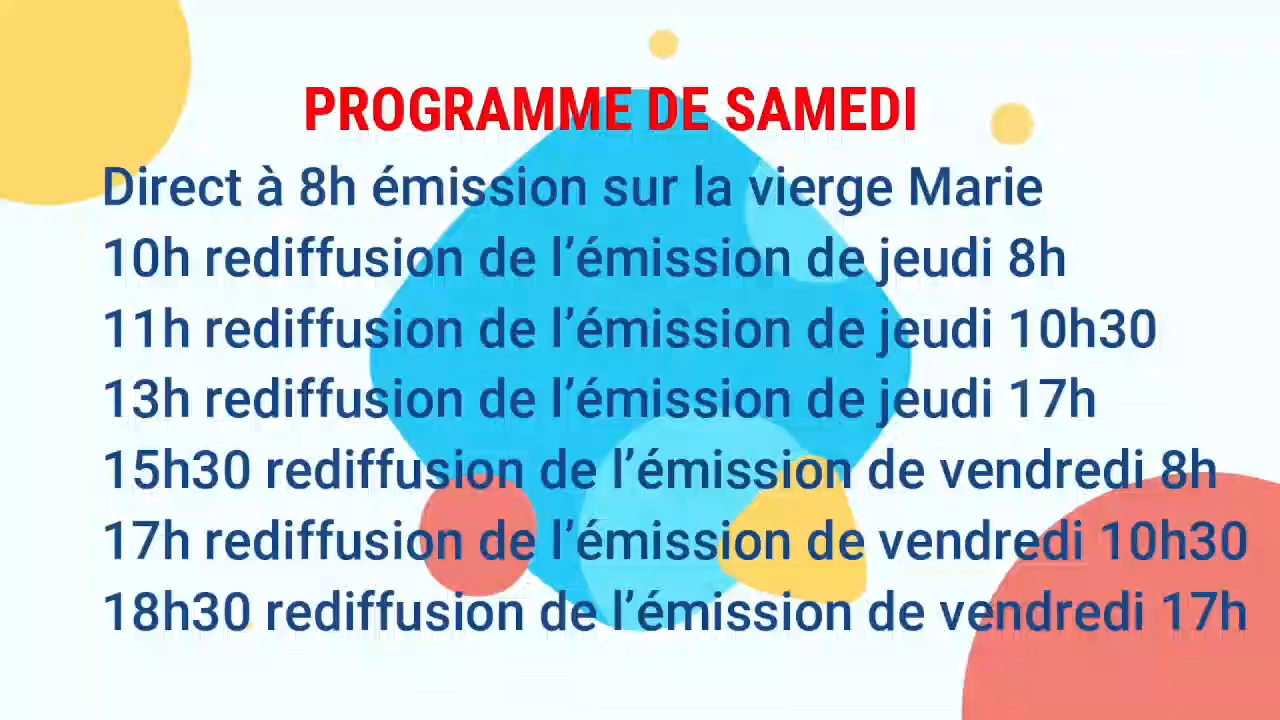 PROGRAMME DE SAMEDI
Direct à 8h émission sur la vierge Marie
10h rediffusion de l’émission de jeudi 8h
11h rediffusion de l’émission de jeudi 10h30
13h rediffusion de l’émission de jeudi 17h
15h30 rediffusion de l’émission de vendredi 8h
17h rediffusion de l’émission de vendredi 10h30
18h30 rediffusion de l’émission de vendredi 17h